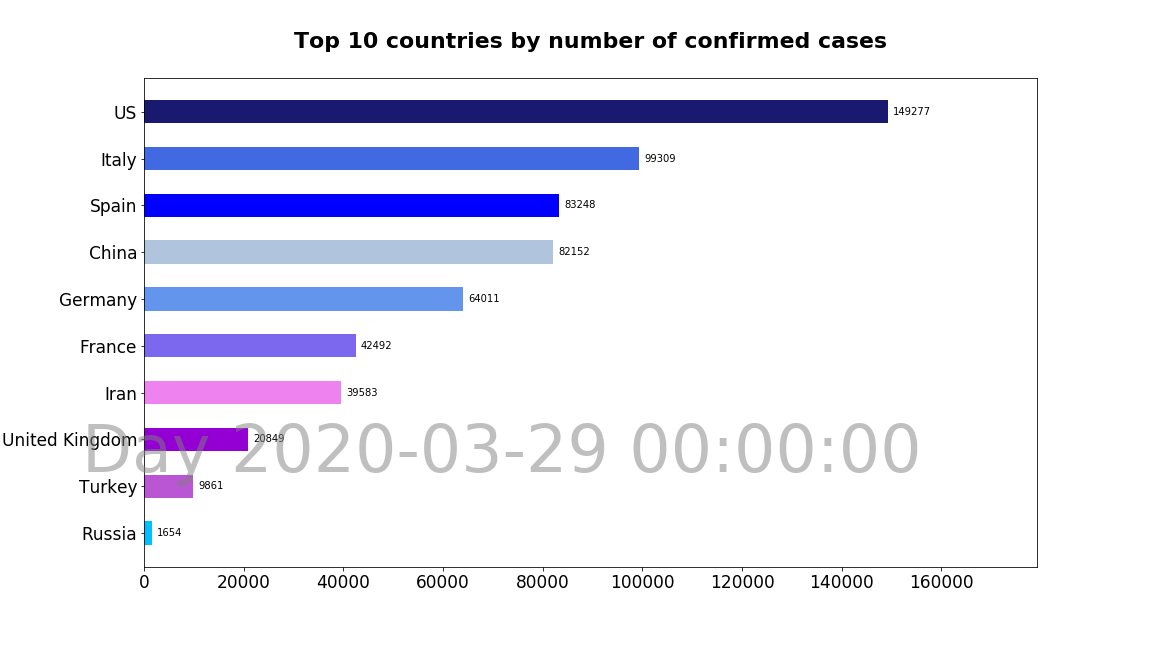 Top 10 countries by number of confirmed cases
US 149277
Italy 99309
Spain 83248
China 82152
Germany 64011
France 42492
Iran 39583
United Kingdom 20849
Day 2020-03-29 00:00:00
Turkey 9861
Russia 1654
0 20000 40000 60000 80000 100000 120000 140000 160000